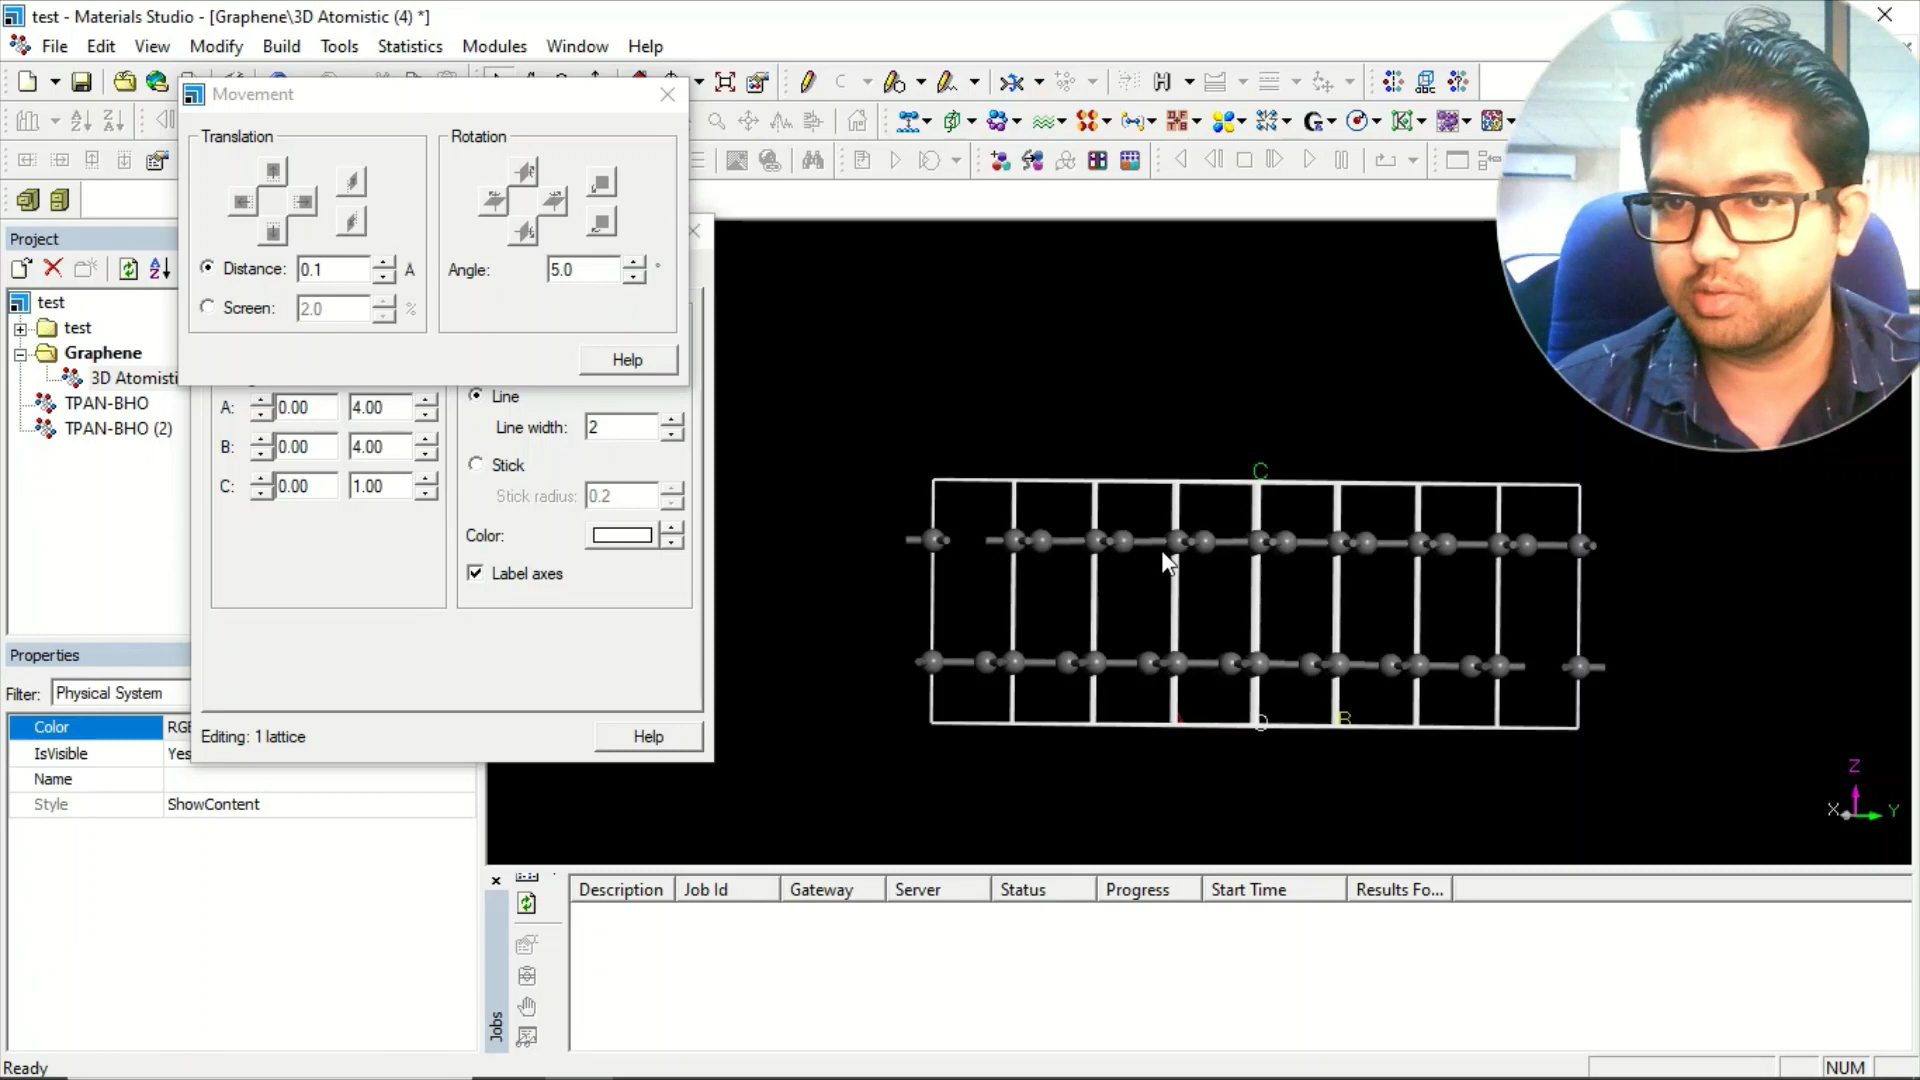 test - Materials Studio - [Graphene\3D Atomistic (4) *]
File Edit View Modify Build Tools Statistics Modules Window Help
Movement
Translation
Rotation
Distance: 0.1 Å
Angle: 5.0 °
Screen: 2.0 %
Help
Project
test
test
Graphene
3D Atomisti
TPAN-BHO
TPAN-BHO (2)
A: 0.00 4.00
B: 0.00 4.00
C: 0.00 1.00
Line
Line width: 2
Stick
Stick radius: 0.2
Color:
Label axes
Editing: 1 lattice
Help
Properties
Filter: Physical System
Color RG
IsVisible Yes
Name
Style ShowContent
C
O
B
Z
X
Y
Description Job Id Gateway Server Status Progress Start Time Results Fo...
Jobs
Ready
NUM